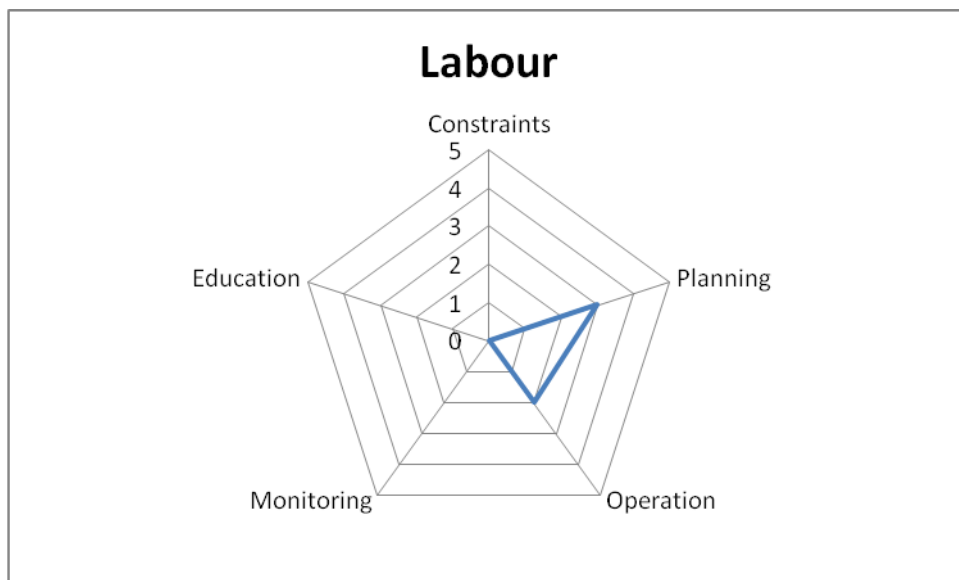 Labour
Constraints
5
4
3
2
1
0
Education
Planning
Monitoring
Operation